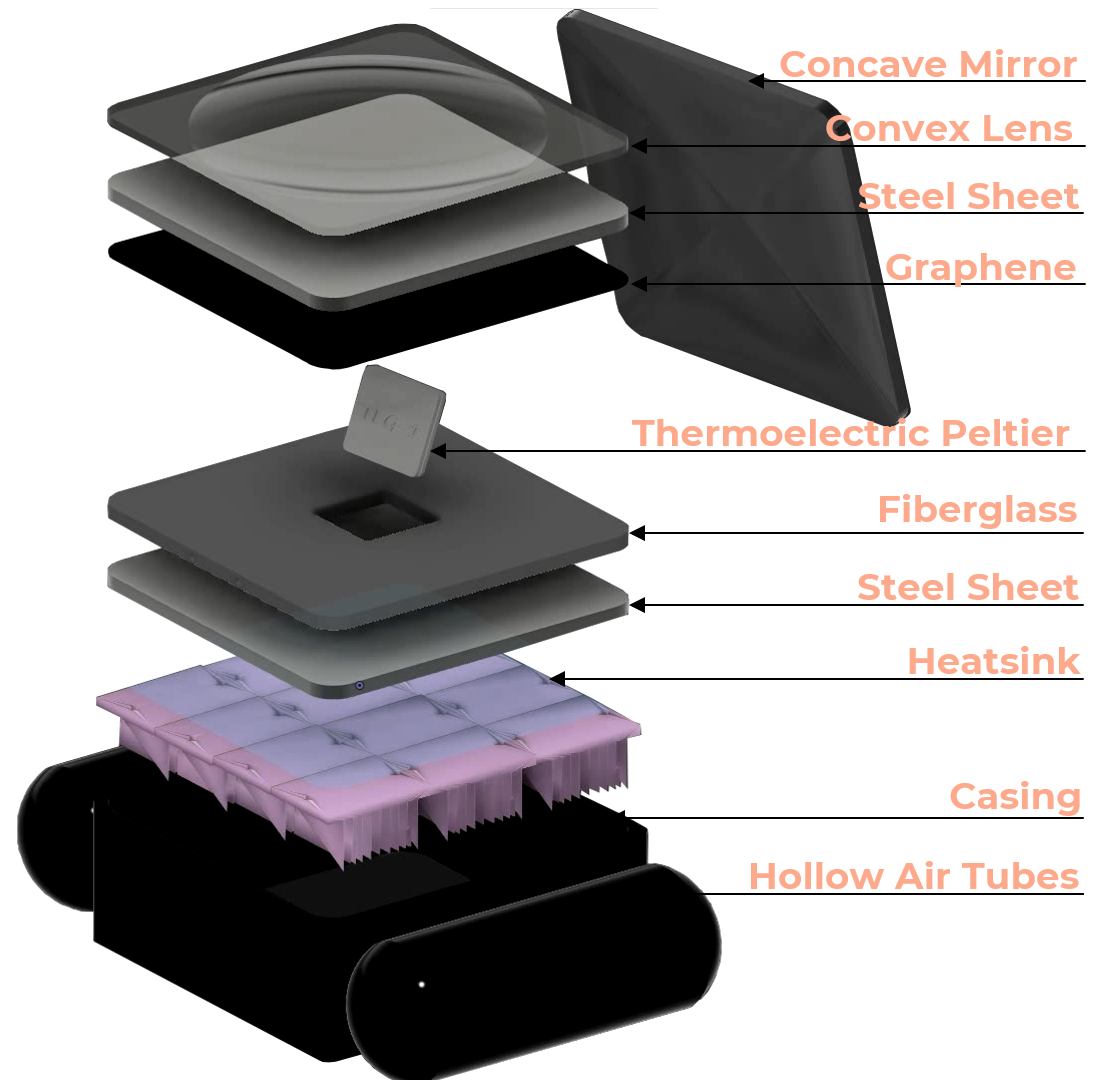 Concave Mirror
Convex Lens
Steel Sheet
Graphene
Thermoelectric Peltier
Fiberglass
Steel Sheet
Heatsink
Casing
Hollow Air Tubes